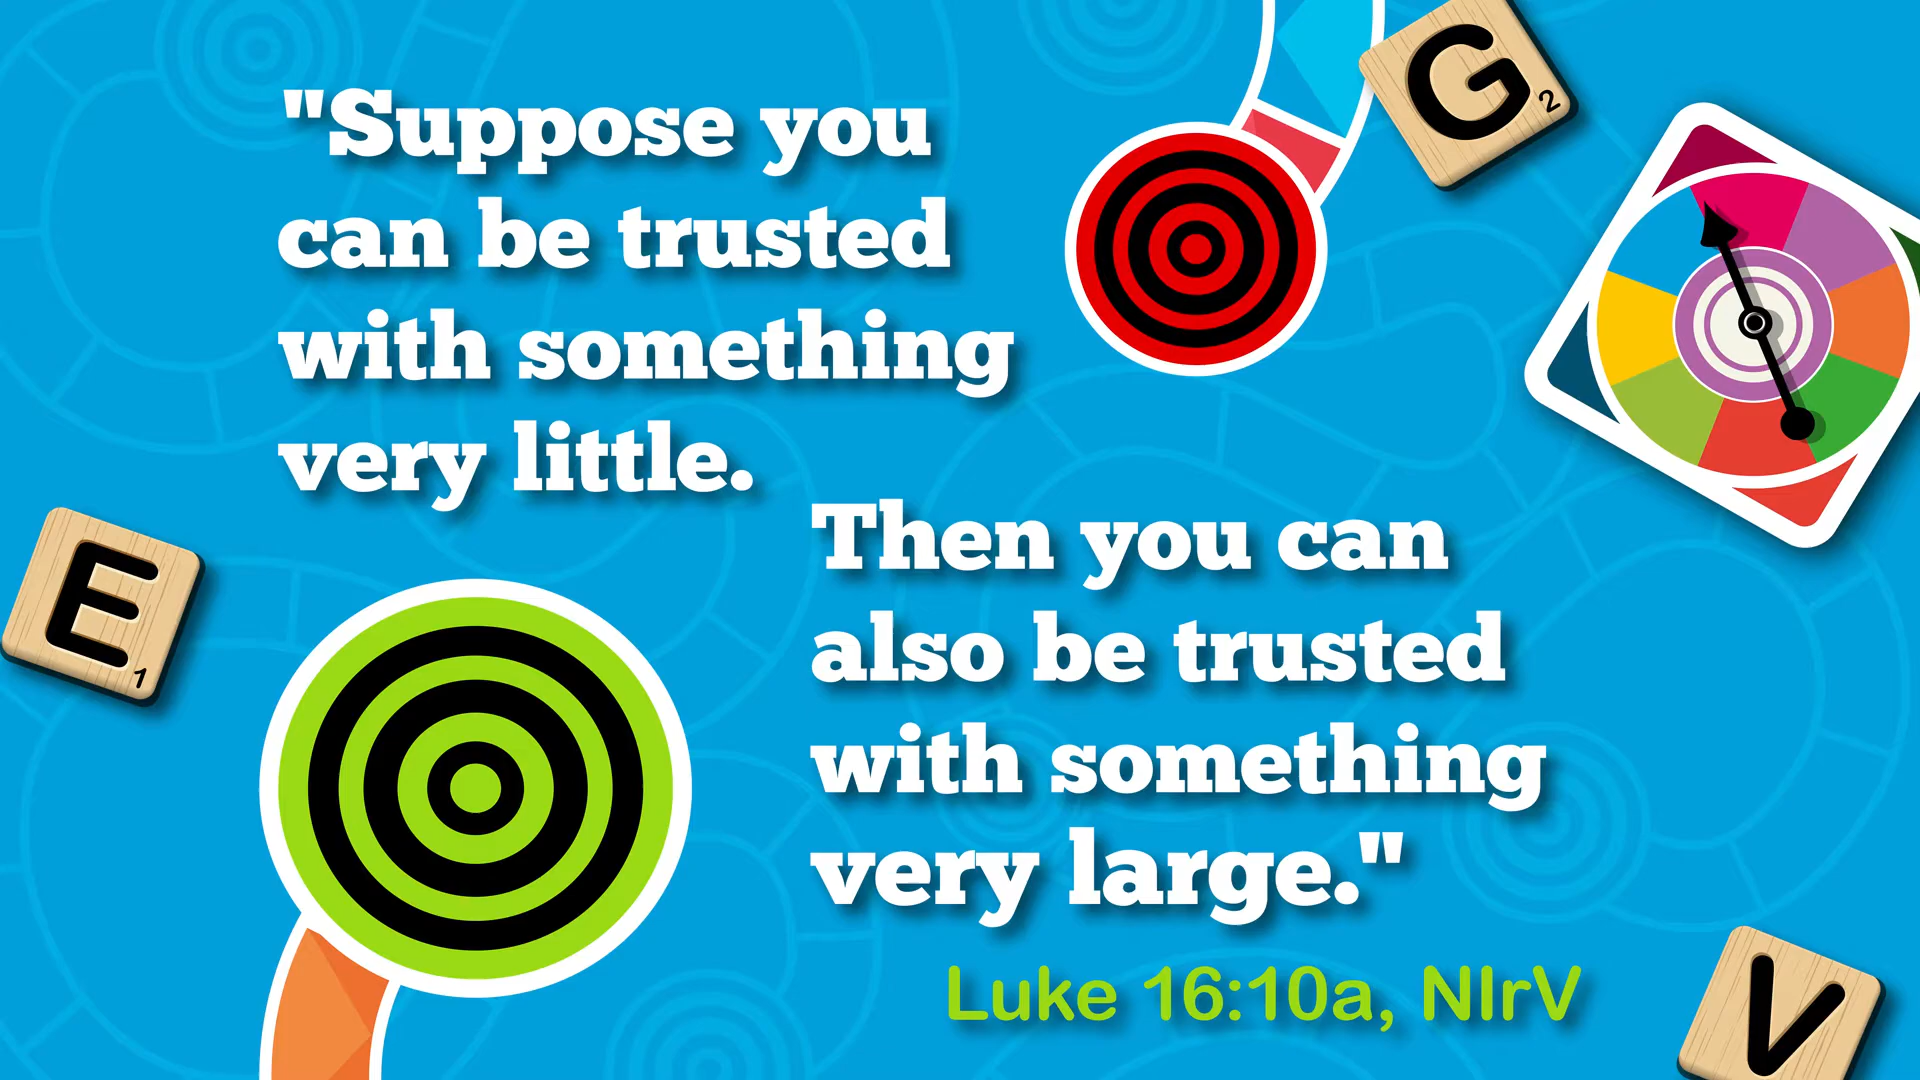 "Suppose you
can be trusted
with something
very little.
Then you can
also be trusted
with something
very large."
Luke 16:10a, NIrV
G
2
E
1
V